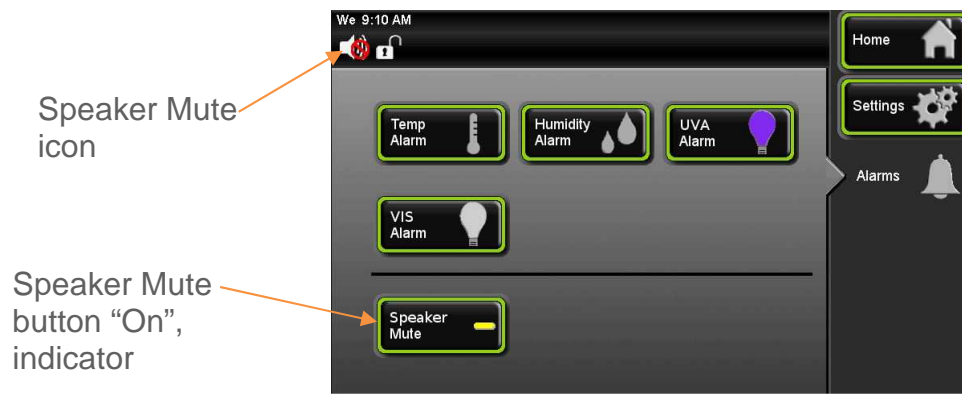 We 9:10 AM
Home
Speaker Mute
icon
Settings
Temp
Alarm
Humidity
Alarm
UVA
Alarm
Alarms
VIS
Alarm
Speaker Mute
button “On”,
indicator
Speaker
Mute